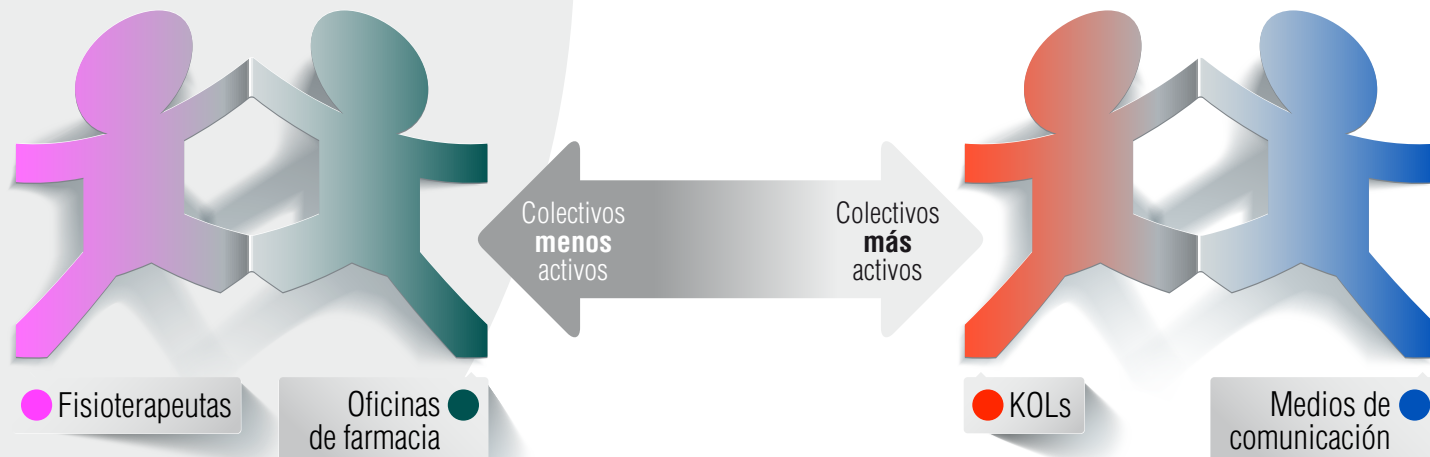 Colectivos
menos
activos
Colectivos
más
activos
Fisioterapeutas
Oficinas
de farmacia
KOLs
Medios de
comunicación